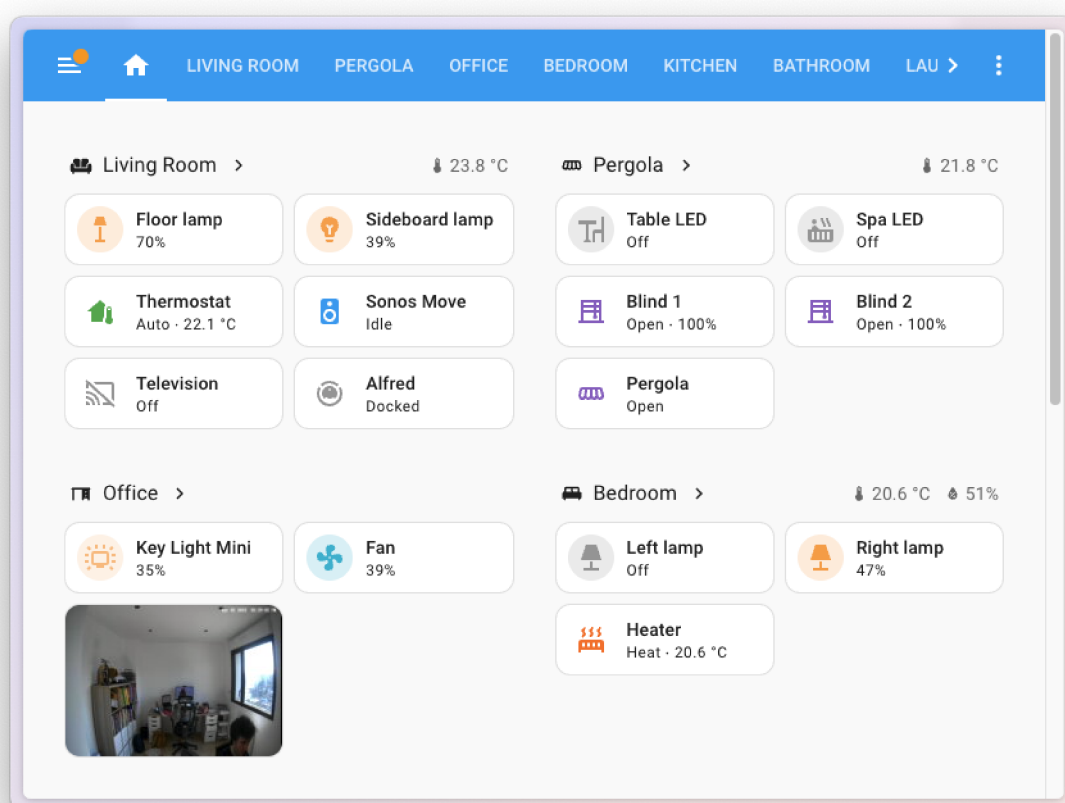 LIVING ROOM PERGOLA OFFICE BEDROOM KITCHEN BATHROOM LAU
Living Room 23.8 °C
Floor lamp
70%
Sideboard lamp
39%
Thermostat
Auto · 22.1 °C
Sonos Move
Idle
Television
Off
Alfred
Docked
Pergola 21.8 °C
Table LED
Off
Spa LED
Off
Blind 1
Open · 100%
Blind 2
Open · 100%
Pergola
Open
Office
Key Light Mini
35%
Fan
39%
Bedroom 20.6 °C 51%
Left lamp
Off
Right lamp
47%
Heater
Heat · 20.6 °C